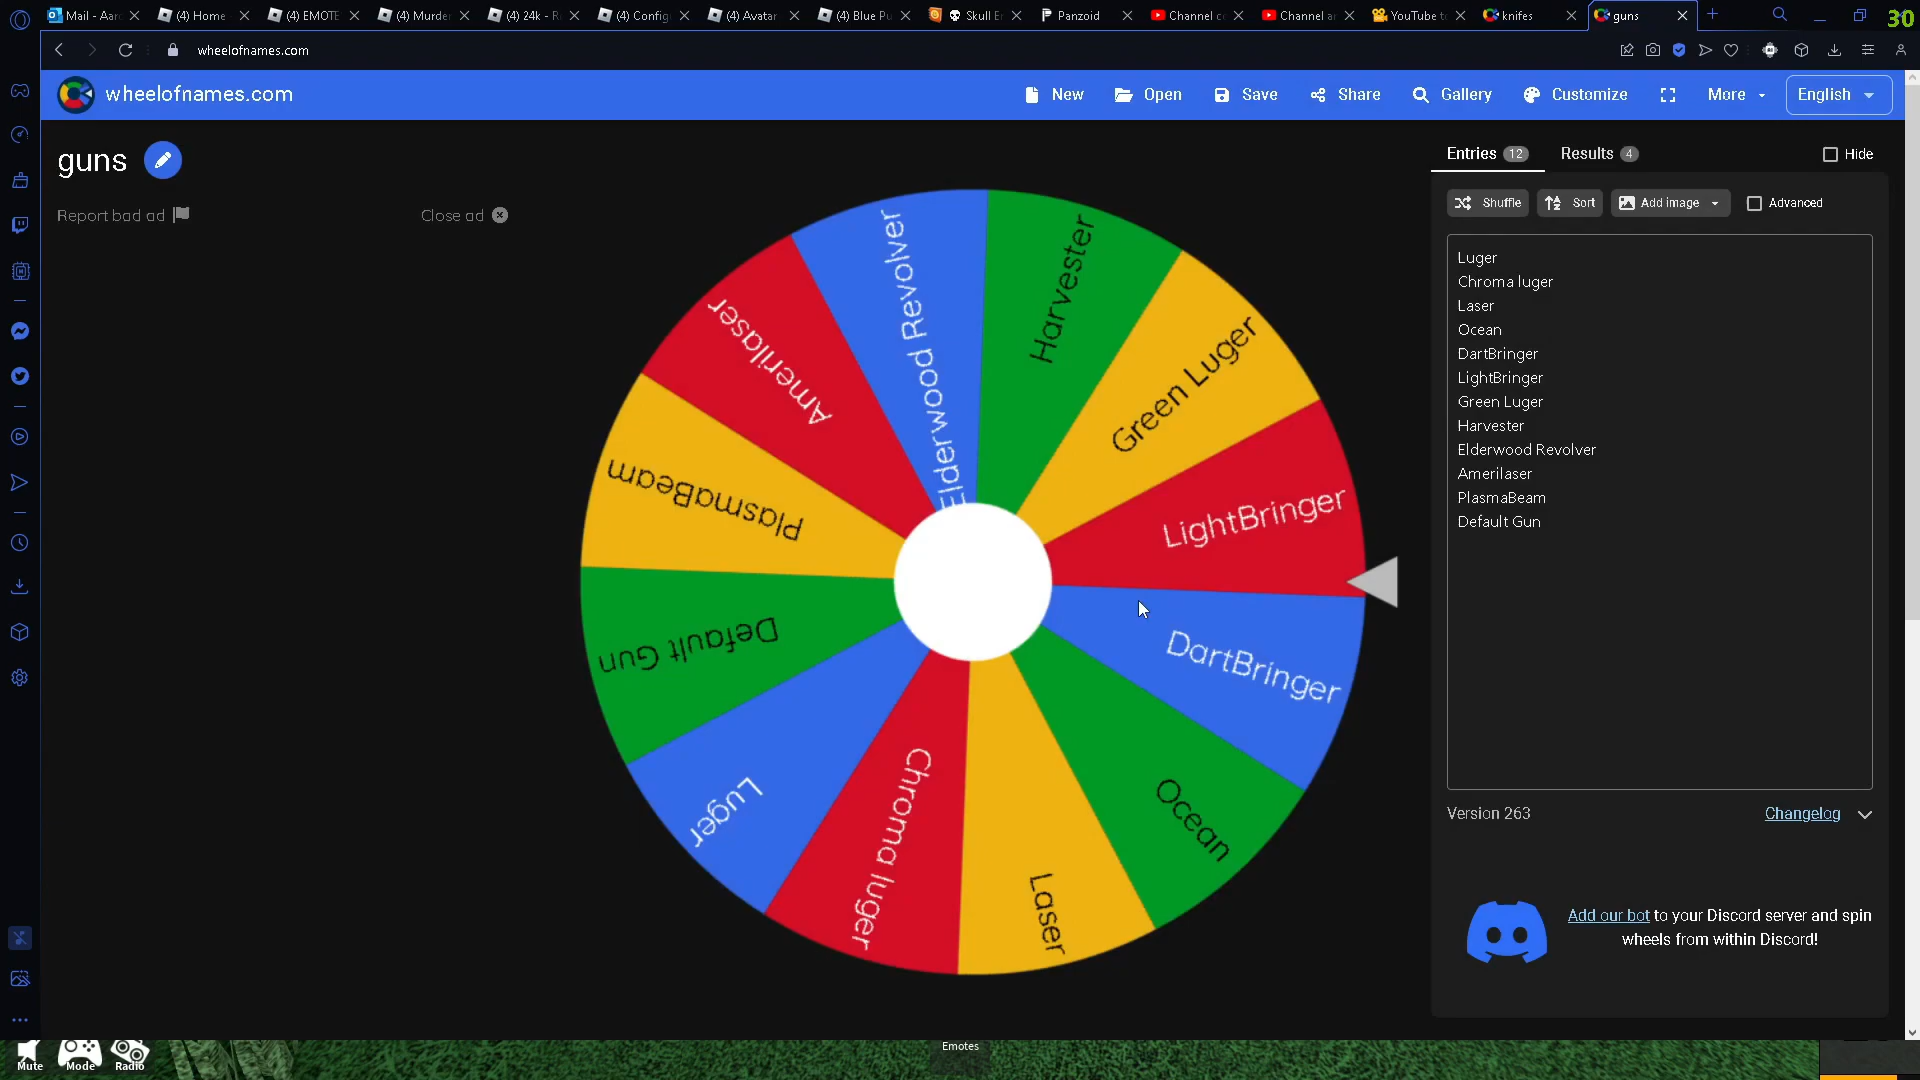 Mail - Aar
(4) Home -
(4) EMOTE
(4) Murder
(4) 24k - R
(4) Config
(4) Avatar
(4) Blue Pu
Skull E
Panzoid
Channel c
Channel a
YouTube t
knifes
guns
30
wheelofnames.com
wheelofnames.com
New
Open
Save
Share
Gallery
Customize
More
English
guns
Report bad ad
Close ad
Entries 12
Results 4
Hide
Shuffle
Sort
Add image
Advanced
Luger
Chroma luger
Laser
Ocean
DartBringer
LightBringer
Green Luger
Harvester
Elderwood Revolver
Amerilaser
PlasmaBeam
Default Gun
Elderwood Revolver
Harvester
Green Luger
LightBringer
DartBringer
Ocean
Laser
Chroma luger
Luger
Default Gun
PlasmaBeam
Amerilaser
Version 263
Changelog
Add our bot to your Discord server and spin
wheels from within Discord!
Mute
Mode
Radio
Emotes